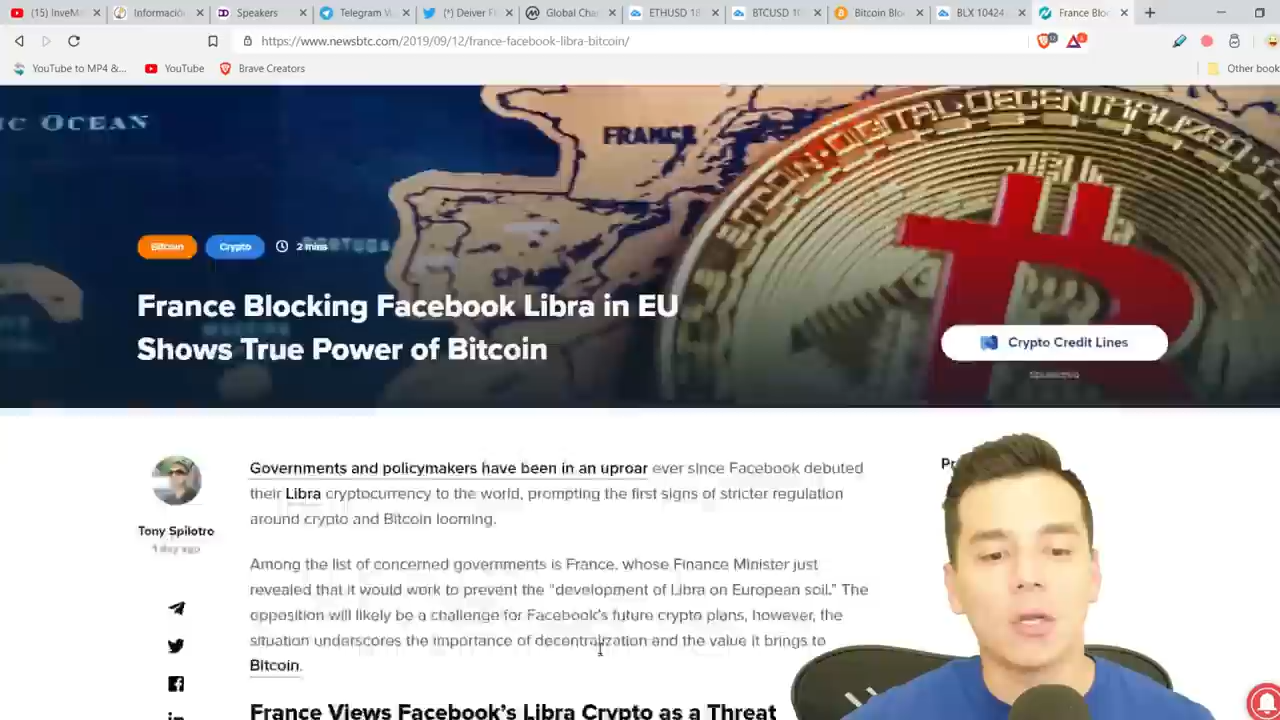 (15) InveM
Informació
Speakers
Telegram W
(*) Deiver F
Global Cha
ETHUSD 18
BTCUSD 10
Bitcoin Blo
BLX 10424
France Blo
https://www.newsbtc.com/2019/09/12/france-facebook-libra-bitcoin/
YouTube to MP4 &...
YouTube
Brave Creators
Other book
IC OCEAN
FRANCE
BITCOIN · DIGITAL · DECENTRALIZED
Bitcoin
Crypto
2 mins
France Blocking Facebook Libra in EU
Shows True Power of Bitcoin
Crypto Credit Lines
Governments and policymakers have been in an uproar ever since Facebook debuted
their Libra cryptocurrency to the world, prompting the first signs of stricter regulation
around crypto and Bitcoin looming.
Tony Spilotro
1 day ago
Among the list of concerned governments is France, whose Finance Minister just
revealed that it would work to prevent the "development of Libra on European soil." The
opposition will likely be a challenge for Facebook's future crypto plans, however, the
situation underscores the importance of decentralization and the value it brings to
Bitcoin.
France Views Facebook's Libra Crypto as a Threat